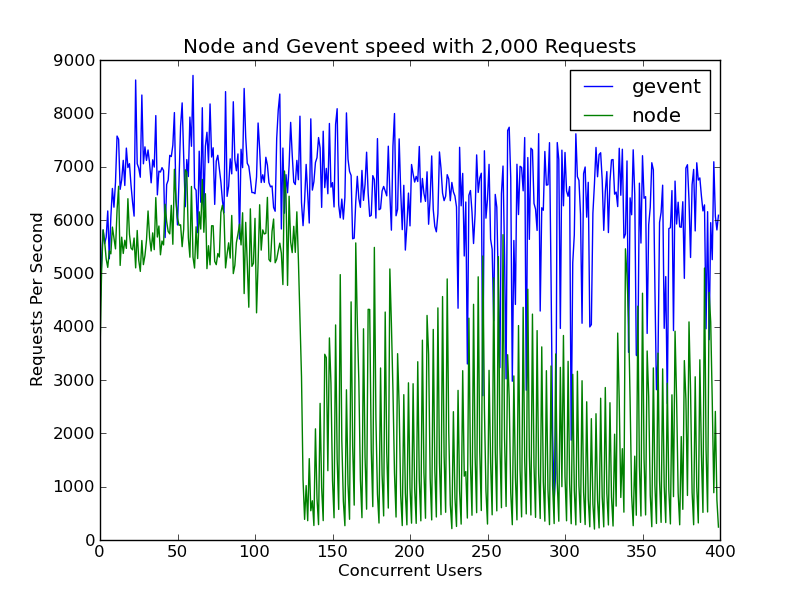 Node and Gevent speed with 2,000 Requests
gevent
node
Requests Per Second
9000
8000
7000
6000
5000
4000
3000
2000
1000
0
0 50 100 150 200 250 300 350 400
Concurrent Users